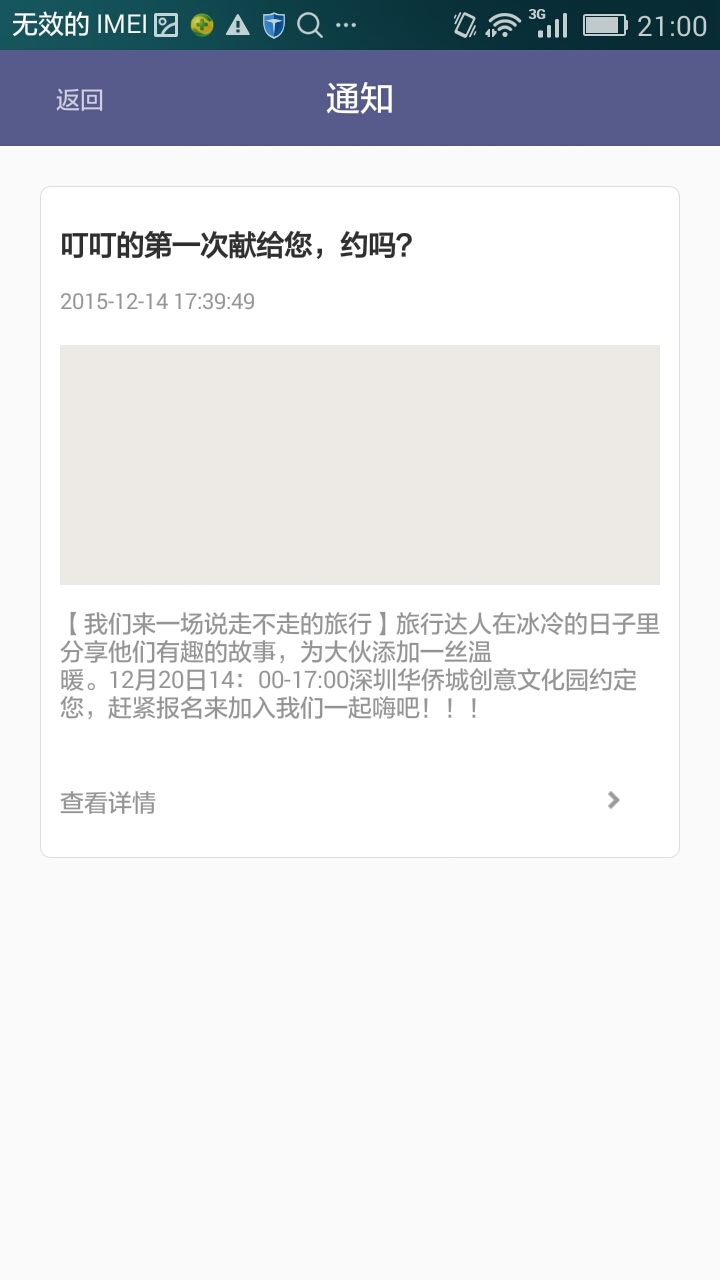 无效的 IMEI
3G
21:00
返回
通知
叮叮的第一次献给您，约吗?
2015-12-14 17:39:49
【我们来一场说走不走的旅行】旅行达人在冰冷的日子里
分享他们有趣的故事，为大伙添加一丝温
暖。12月20日14：00-17:00深圳华侨城创意文化园约定
您，赶紧报名来加入我们一起嗨吧！！！
查看详情